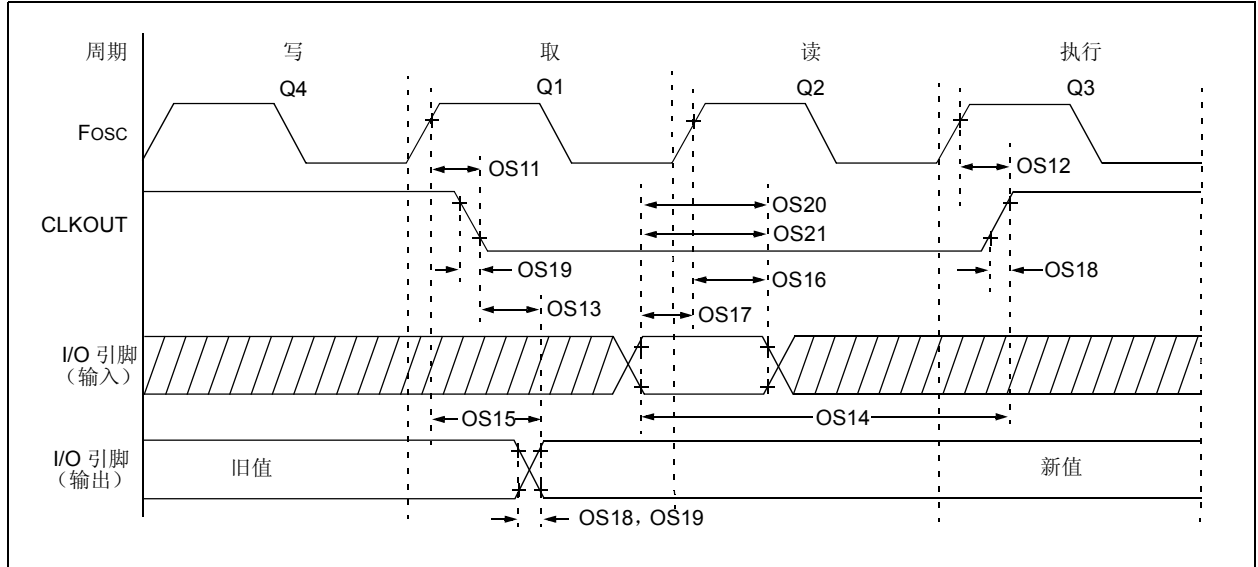 周期 写 取 读 执行
Q4 Q1 Q2 Q3
FOSC
OS11 OS12
CLKOUT
OS20
OS21
OS19 OS18
OS16
OS13
OS17
I/O 引脚
（输入）
OS15 OS14
I/O 引脚
（输出）
旧值 新值
OS18，OS19